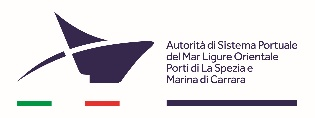 Autorità di Sistema Portuale
del Mar Ligure Orientale
Porti di La Spezia e
Marina di Carrara